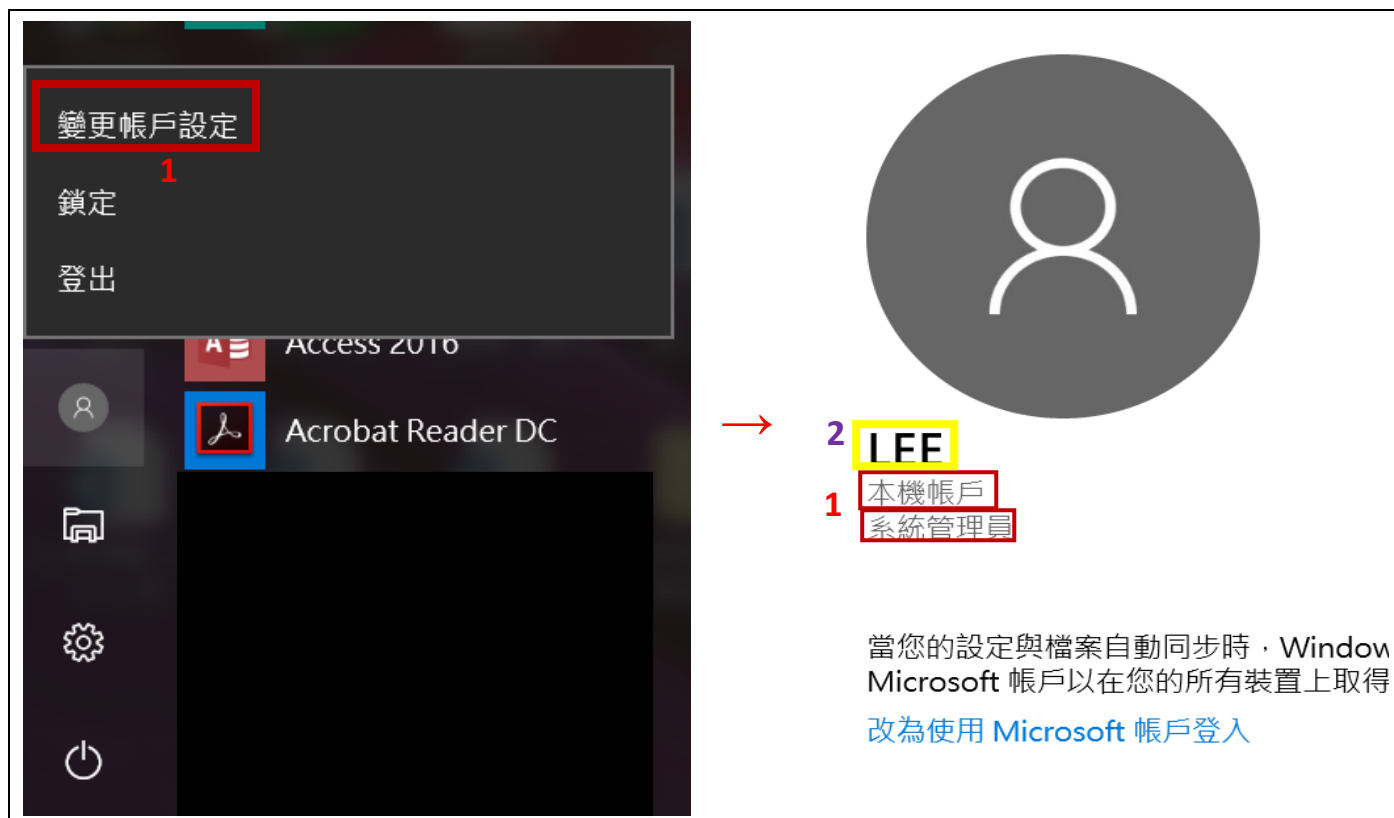 變更帳戶設定
1
鎖定
登出
Access 2016
Acrobat Reader DC
→
2
LEE
1
本機帳戶
系統管理員
當您的設定與檔案自動同步時，Window
Microsoft 帳戶以在您的所有裝置上取得
改為使用 Microsoft 帳戶登入